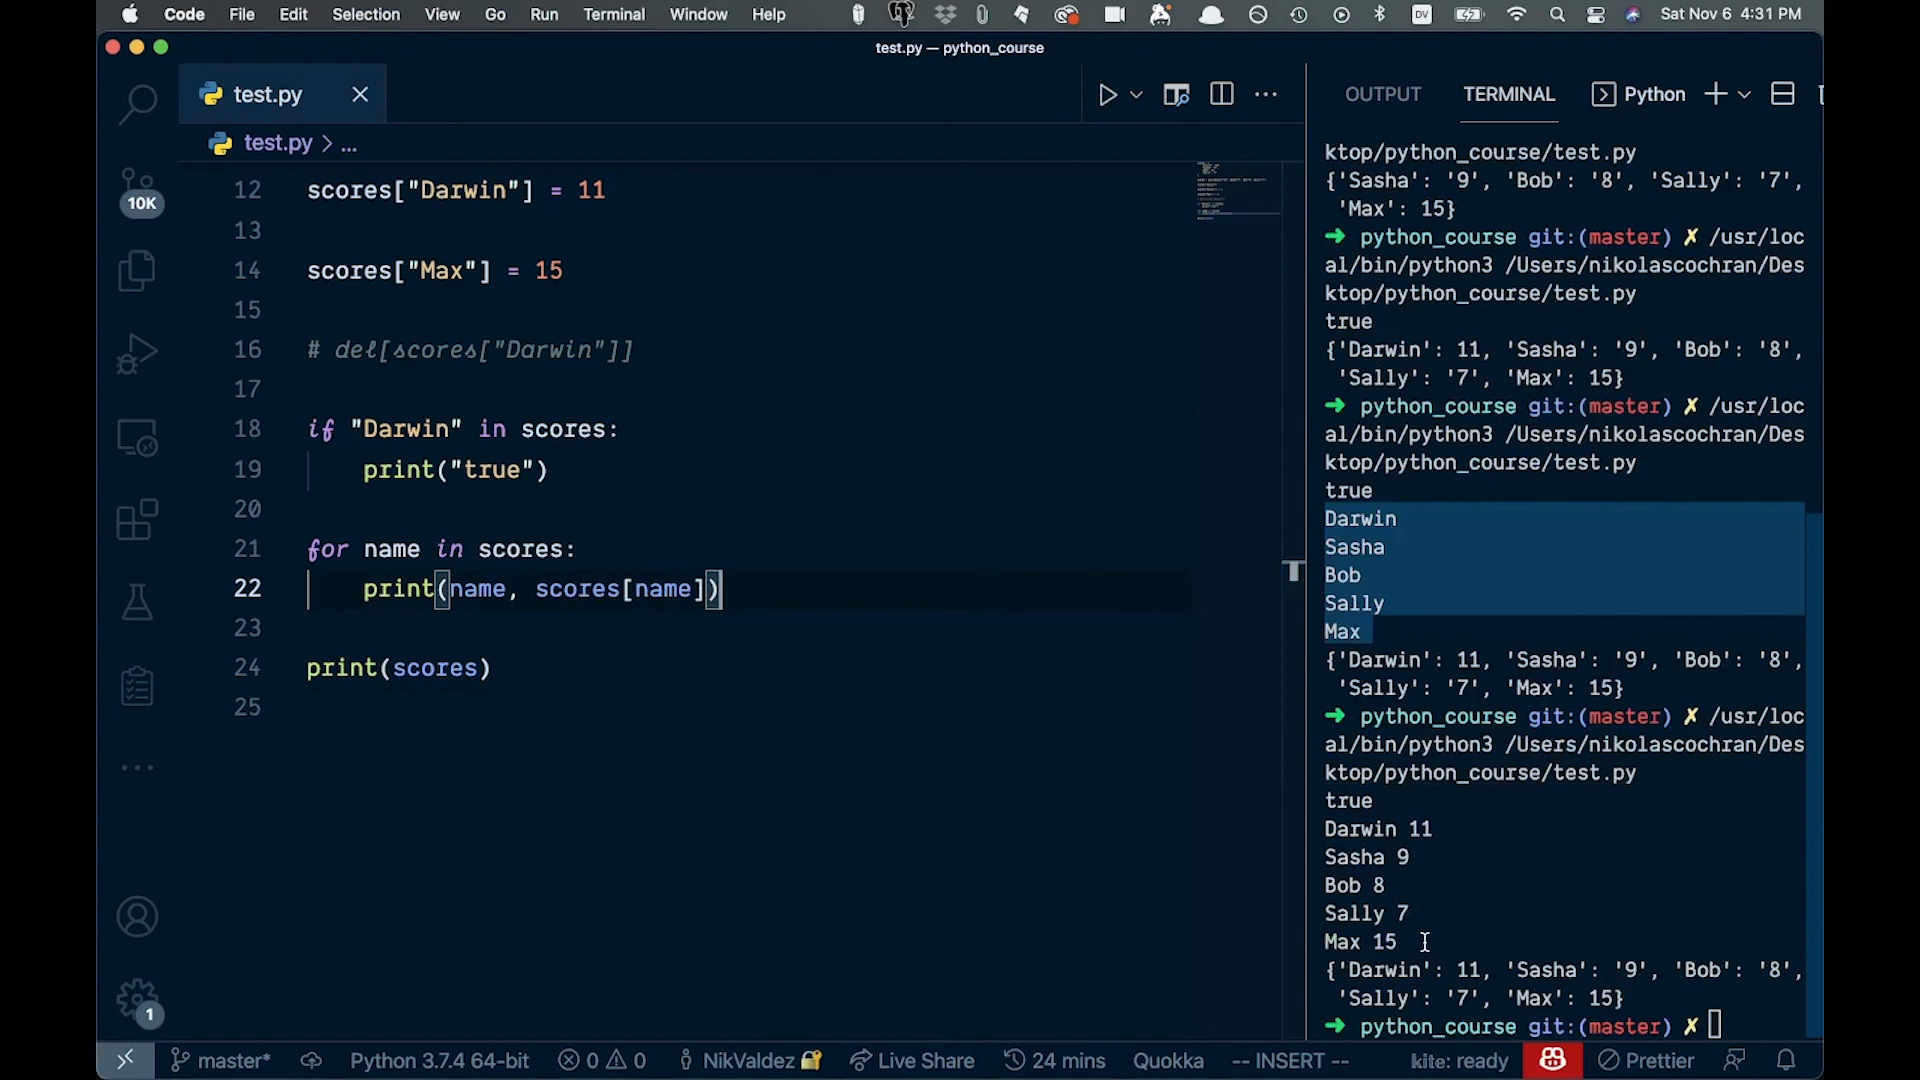 Code File Edit Selection View Go Run Terminal Window Help DV Sat Nov 6 4:31 PM
test.py — python_course
test.py
OUTPUT TERMINAL Python
test.py > ...
10K
12 scores["Darwin"] = 11
13
14 scores["Max"] = 15
15
16 # del[scores["Darwin"]]
17
18 if "Darwin" in scores:
19 print("true")
20
21 for name in scores:
22 print(name, scores[name])
23
24 print(scores)
25
1
ktop/python_course/test.py
{'Sasha': '9', 'Bob': '8', 'Sally': '7',
'Max': 15}
➜ python_course git:(master) ✗ /usr/loc
al/bin/python3 /Users/nikolascochran/Des
ktop/python_course/test.py
true
{'Darwin': 11, 'Sasha': '9', 'Bob': '8',
'Sally': '7', 'Max': 15}
➜ python_course git:(master) ✗ /usr/loc
al/bin/python3 /Users/nikolascochran/Des
ktop/python_course/test.py
true
Darwin
Sasha
Bob
Sally
Max
{'Darwin': 11, 'Sasha': '9', 'Bob': '8',
'Sally': '7', 'Max': 15}
➜ python_course git:(master) ✗ /usr/loc
al/bin/python3 /Users/nikolascochran/Des
ktop/python_course/test.py
true
Darwin 11
Sasha 9
Bob 8
Sally 7
Max 15
{'Darwin': 11, 'Sasha': '9', 'Bob': '8',
'Sally': '7', 'Max': 15}
➜ python_course git:(master) ✗
master* Python 3.7.4 64-bit 0 0 NikValdez Live Share 24 mins Quokka -- INSERT -- kite: ready Prettier